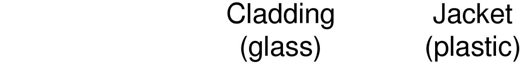 Cladding
(glass)
Jacket
(plastic)